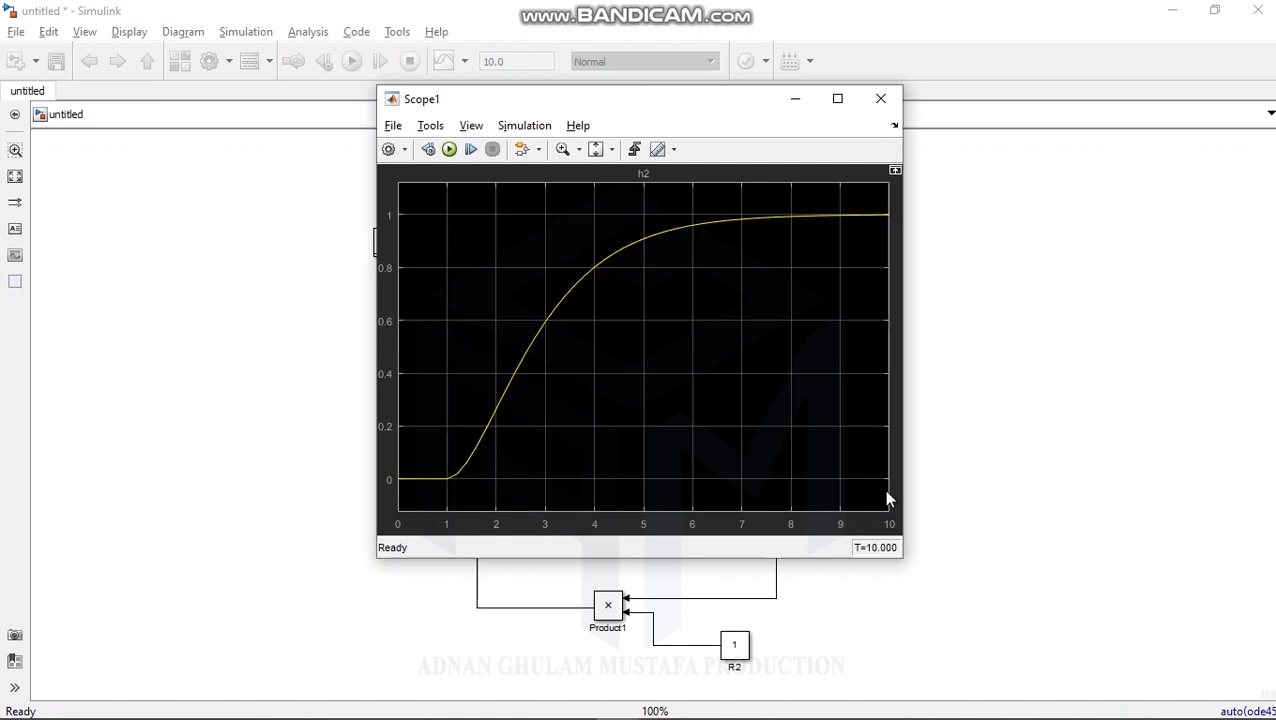 untitled * - Simulink
www.BANDICAM.com
File Edit View Display Diagram Simulation Analysis Code Tools Help
10.0 Normal
untitled
untitled
Scope1
File Tools View Simulation Help
h2
1
0.8
0.6
0.4
0.2
0
0 1 2 3 4 5 6 7 8 9 10
Ready T=10.000
×
Product1
1
R2
ADNAN GHULAM MUSTAFA PRODUCTION
Ready 100% auto(ode45